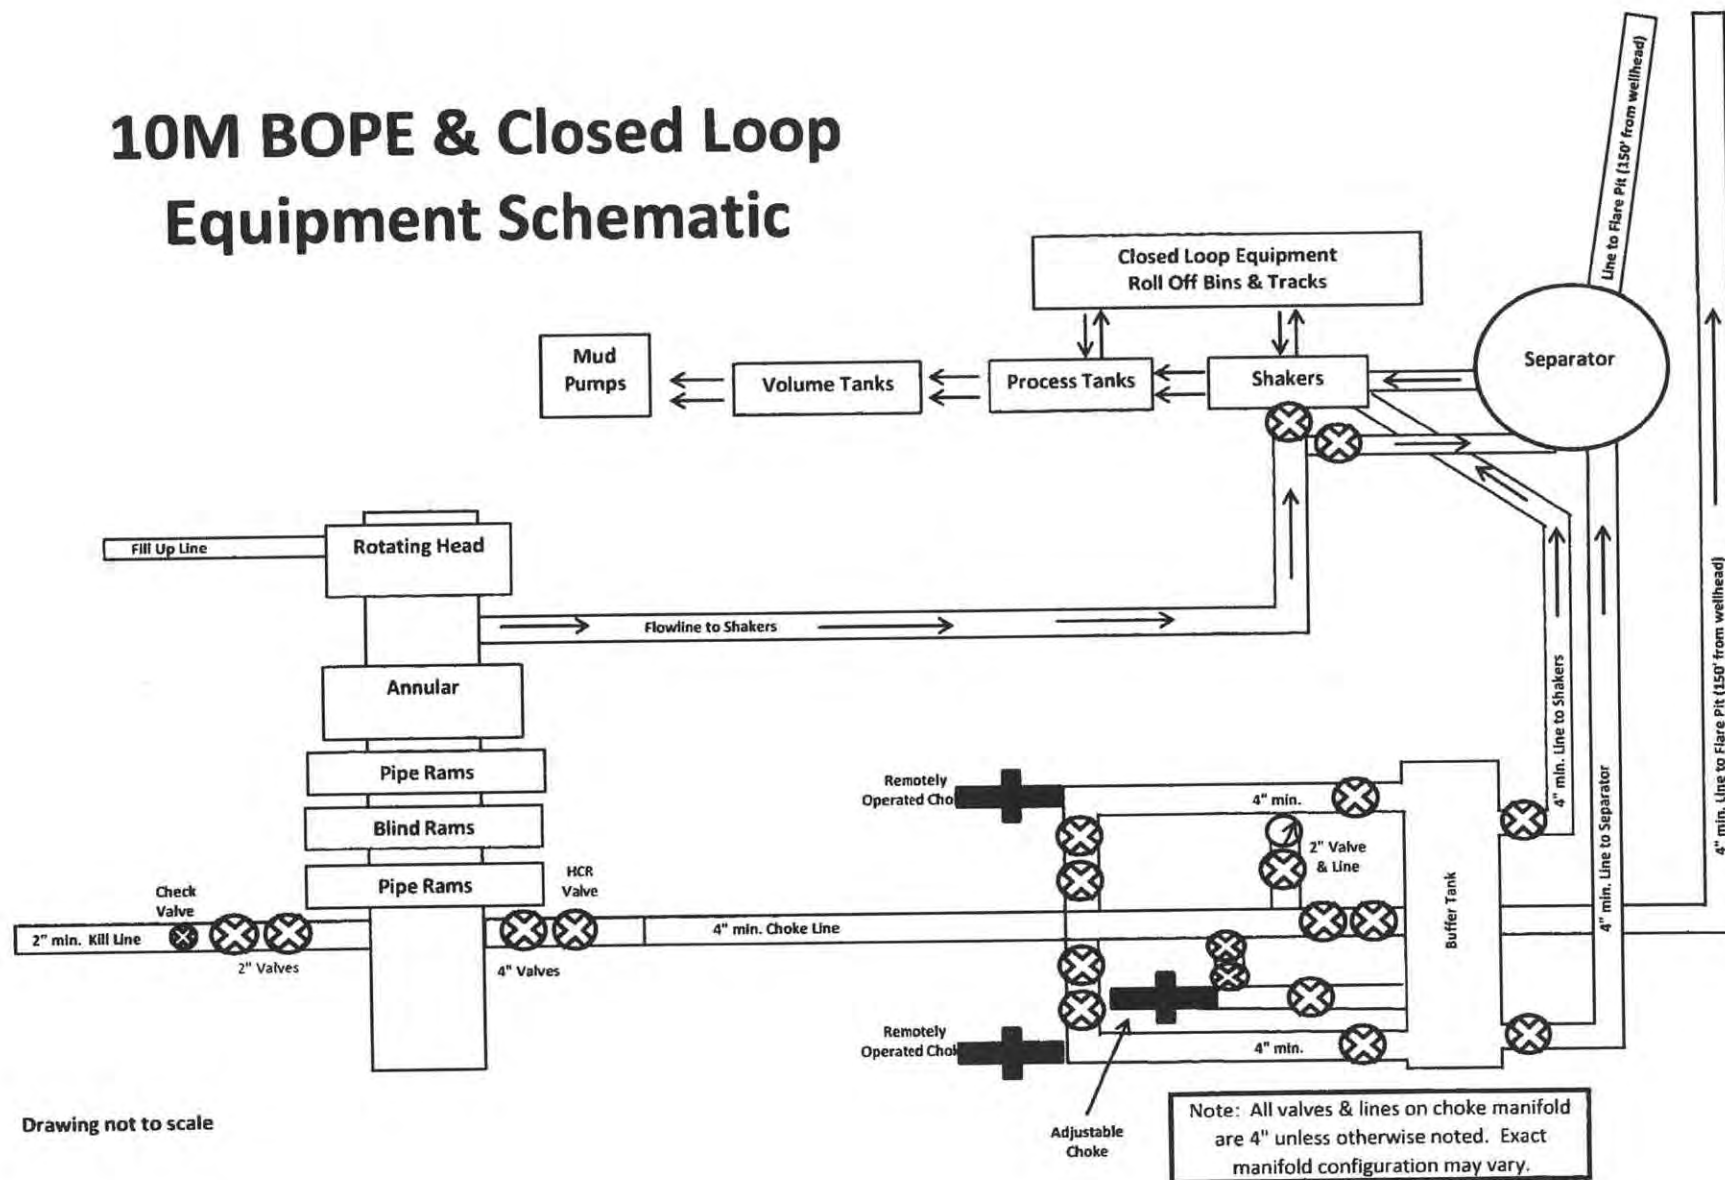 10M BOPE & Closed Loop
Equipment Schematic
Line to Flare Pit (150' from wellhead)
Closed Loop Equipment
Roll Off Bins & Tracks
Mud
Pumps
Volume Tanks
Process Tanks
Shakers
Separator
Fill Up Line
Rotating Head
Flowline to Shakers
Annular
Pipe Rams
Blind Rams
Pipe Rams
Check
Valve
HCR
Valve
2" min. Kill Line
2" Valves
4" Valves
4" min. Choke Line
Remotely
Operated Cho
4" min.
2" Valve
& Line
Buffer Tank
4" min. Line to Shakers
4" min. Line to Separator
4" min. Line to Flare Pit (150' from wellhead)
Remotely
Operated Chok
4" min.
Adjustable
Choke
Drawing not to scale
Note: All valves & lines on choke manifold
are 4" unless otherwise noted. Exact
manifold configuration may vary.